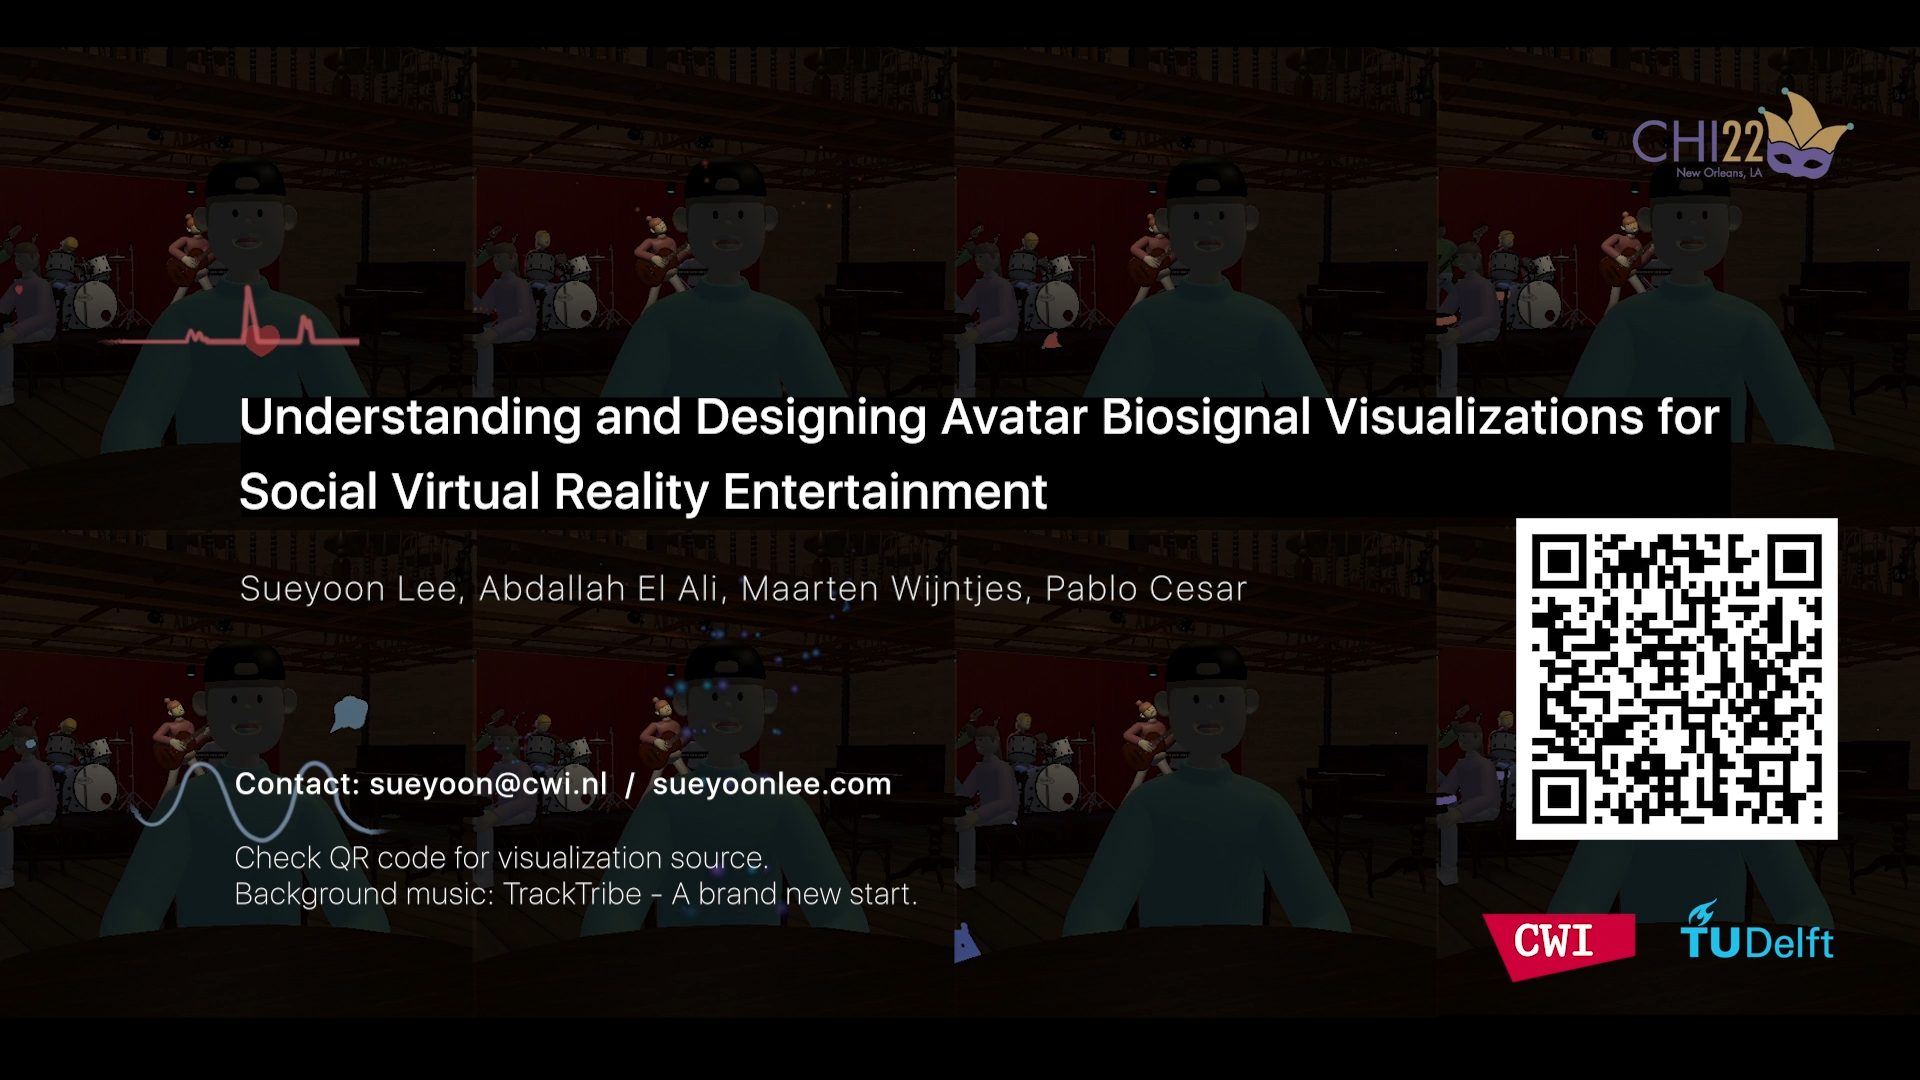 CHI22
New Orleans, LA
Understanding and Designing Avatar Biosignal Visualizations for
Social Virtual Reality Entertainment
Sueyoon Lee, Abdallah El Ali, Maarten Wijntjes, Pablo Cesar
Contact: sueyoon@cwi.nl / sueyoonlee.com
Check QR code for visualization source.
Background music: TrackTribe - A brand new start.
CWI
TU Delft